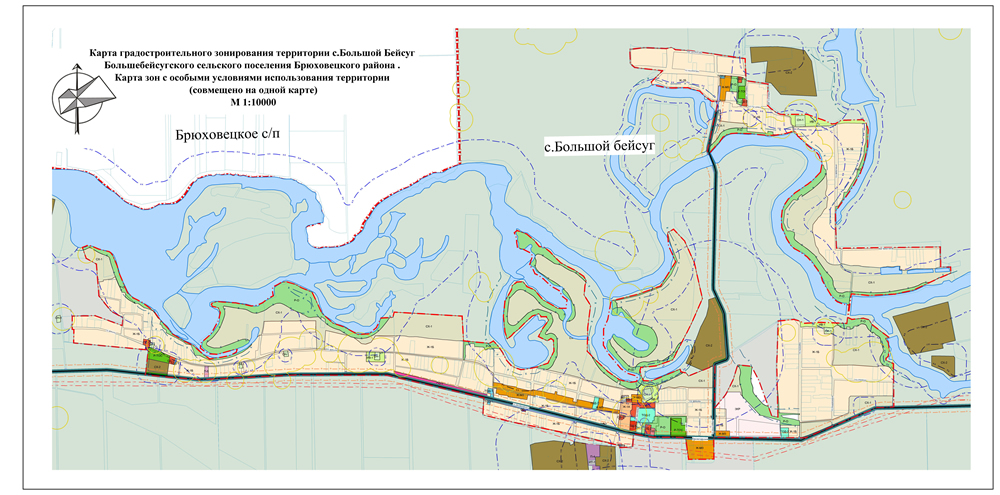 Карта градостроительного зонирования территории с.Большой Бейсуг
Большебейсугского сельского поселения Брюховецкого района .
Карта зон с особыми условиями использования территории
(совмещено на одной карте)
М 1:10000
Брюховецкое с/п
с.Большой бейсуг